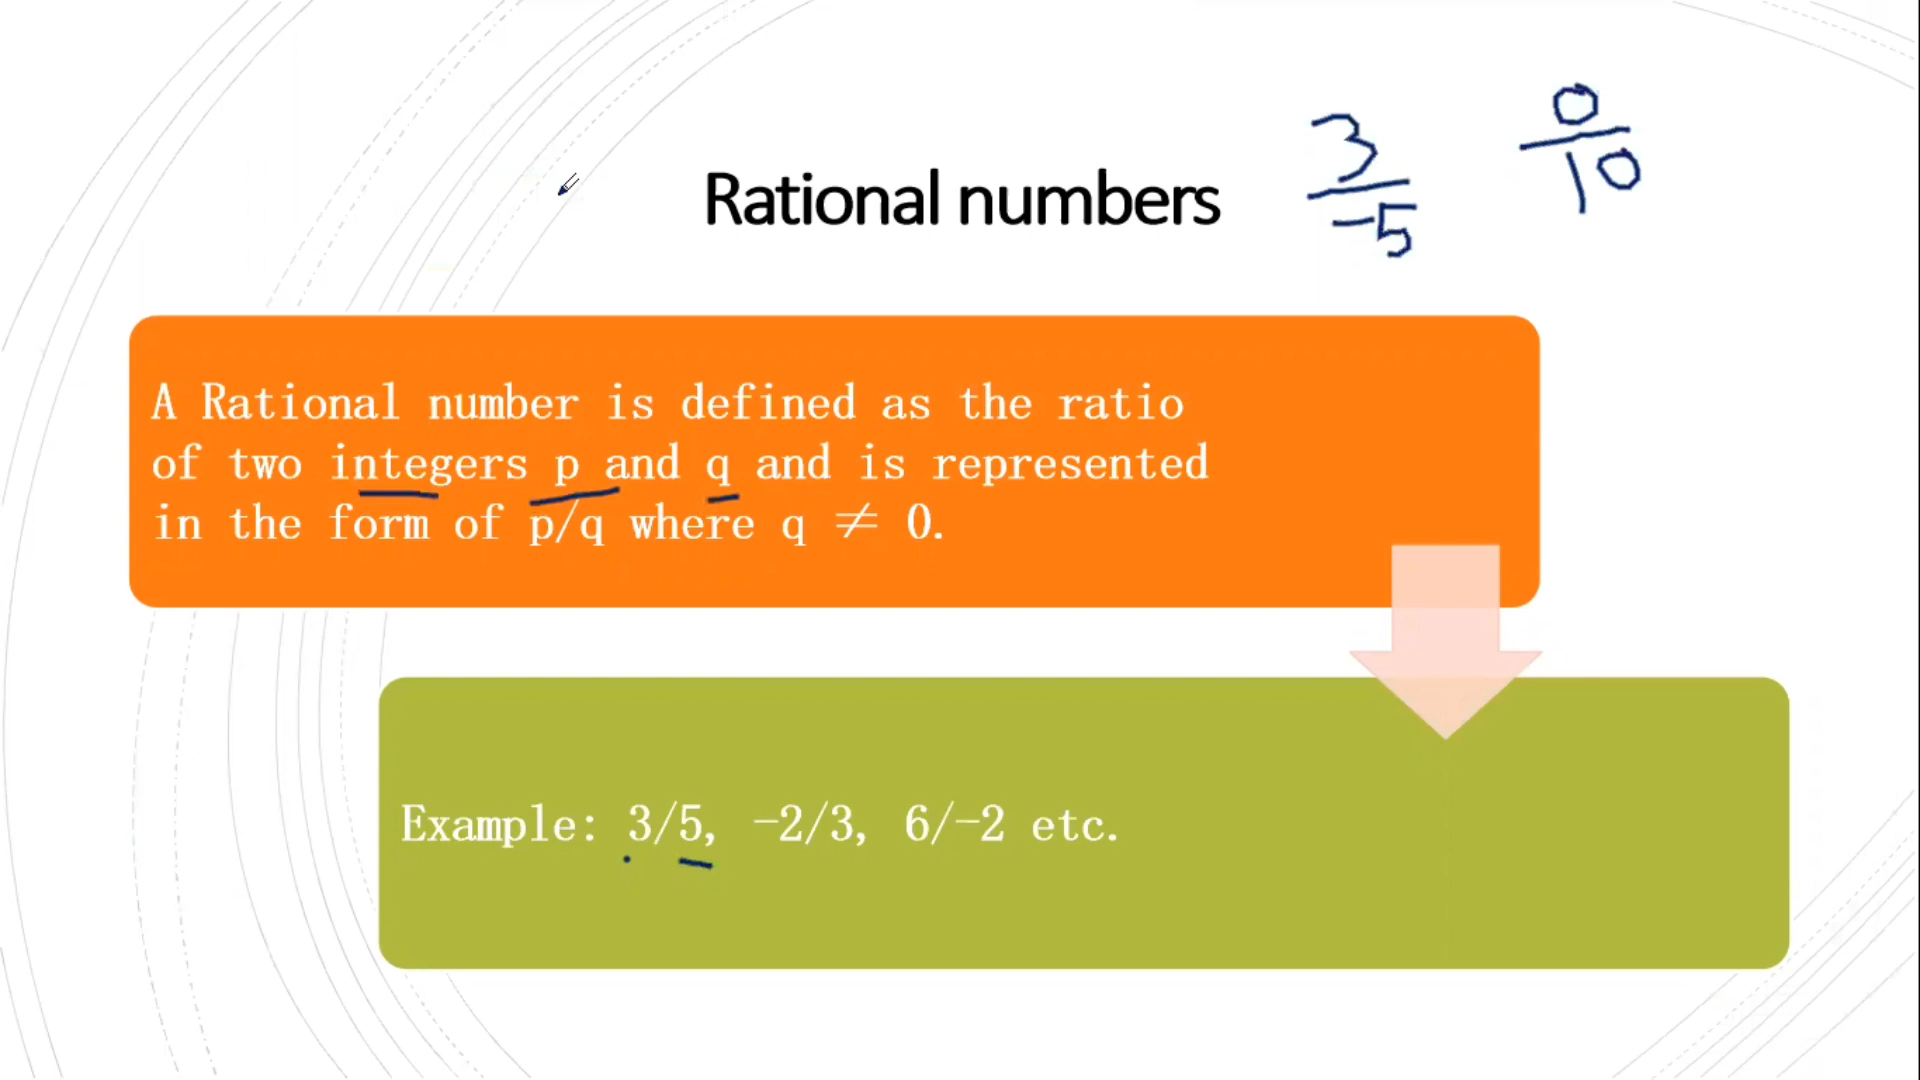 Rational numbers
3/-5
0/10
A Rational number is defined as the ratio
of two integers p and q and is represented
in the form of p/q where q ≠ 0.
Example: 3/5, -2/3, 6/-2 etc.